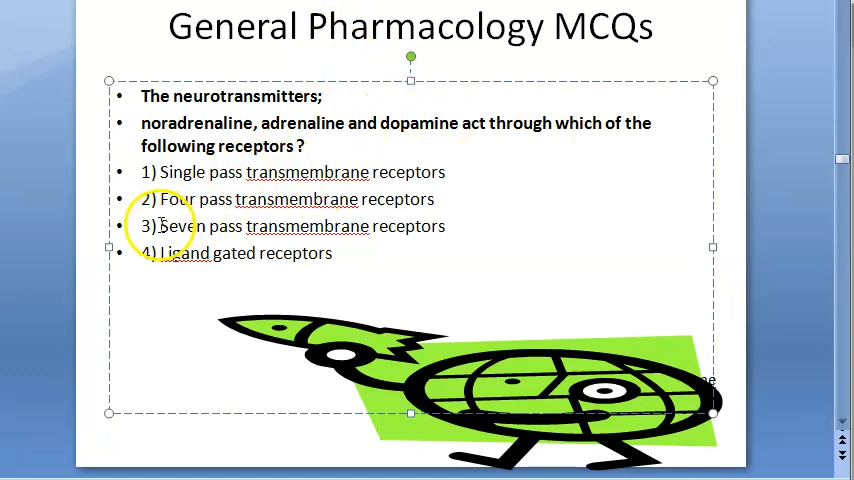 General Pharmacology MCQs
• The neurotransmitters;
• noradrenaline, adrenaline and dopamine act through which of the
following receptors ?
• 1) Single pass transmembrane receptors
• 2) Four pass transmembrane receptors
• 3) Seven pass transmembrane receptors
• 4) Ligand gated receptors